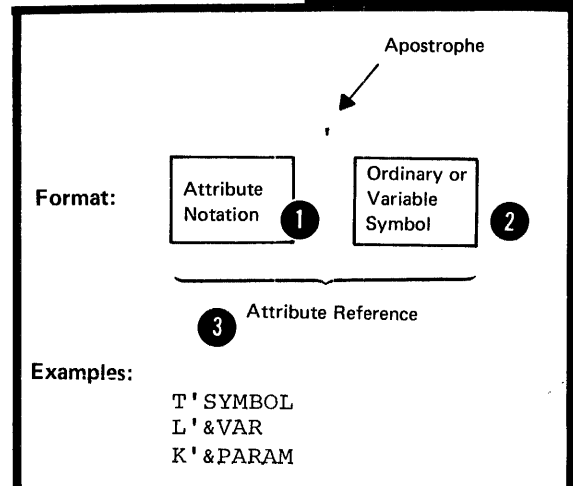 Apostrophe
'
Format:
Attribute
Notation
1
Ordinary or
Variable
Symbol
2
3
Attribute Reference
Examples:
T'SYMBOL
L'&VAR
K'&PARAM